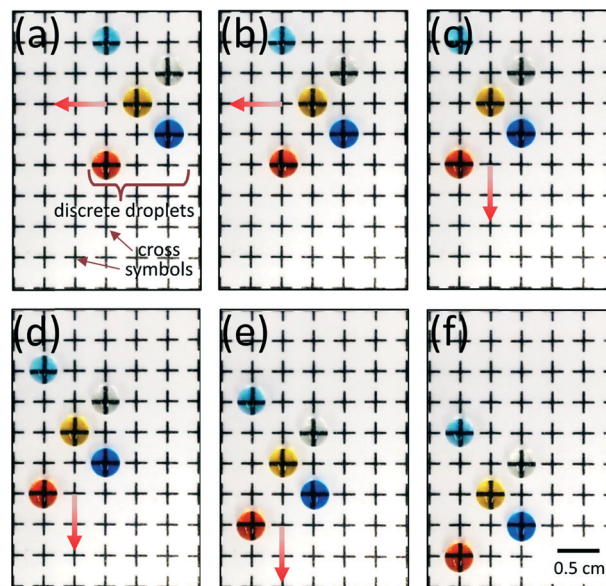 (a)
(b)
(c)
discrete droplets
cross
symbols
(d)
(e)
(f)
0.5 cm